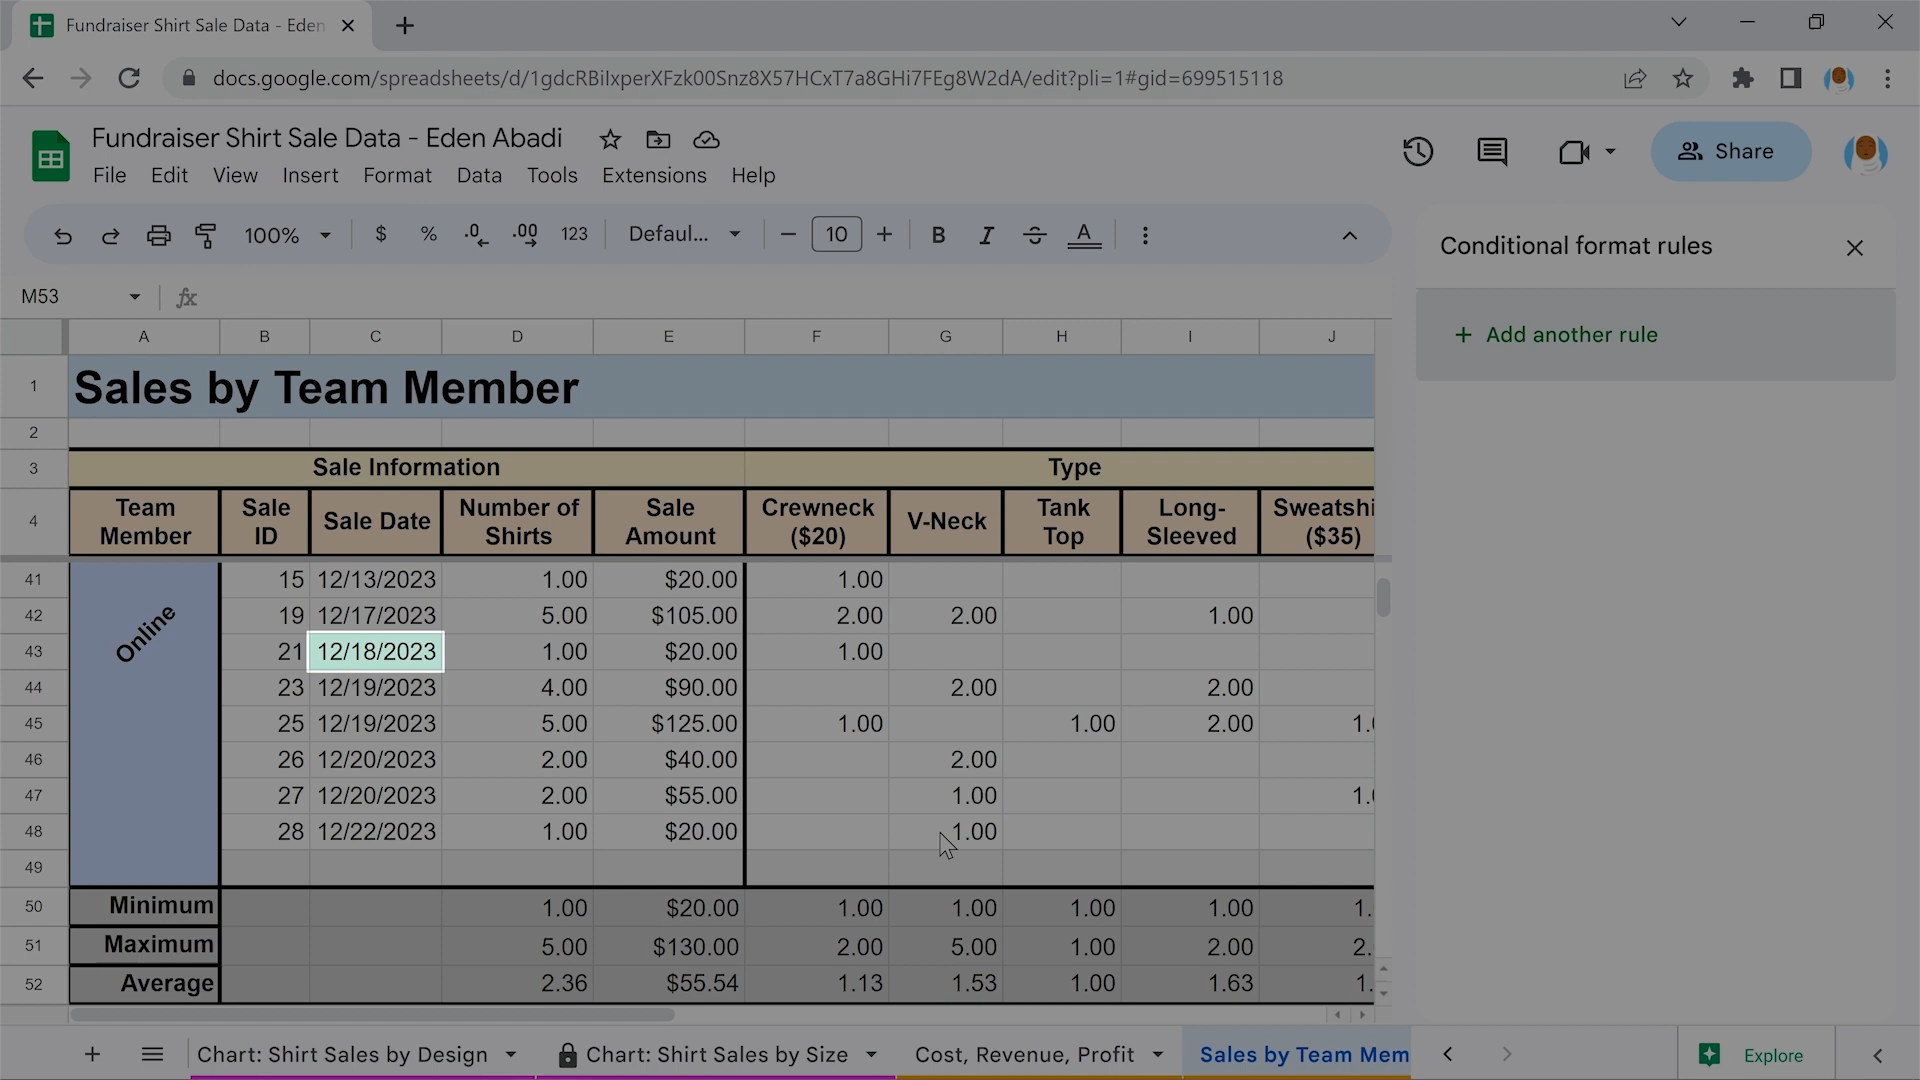 Fundraiser Shirt Sale Data - Eden
docs.google.com/spreadsheets/d/1gdcRBiIxperXFzk00Snz8X57HCxT7a8GHi7FEg8W2dA/edit?pli=1#gid=699515118
Fundraiser Shirt Sale Data - Eden Abadi
Share
File Edit View Insert Format Data Tools Extensions Help
100% $ % .0 .00 123 Defaul... 10 B I A
Conditional format rules
M53 fx
Add another rule
A B C D E F G H I J
1 Sales by Team Member
2
3 Sale Information Type
4 Team Member Sale ID Sale Date Number of Shirts Sale Amount Crewneck ($20) V-Neck Tank Top Long-Sleeved Sweatshi ($35)
41 15 12/13/2023 1.00 $20.00 1.00
42 19 12/17/2023 5.00 $105.00 2.00 2.00 1.00
Online
43 21 12/18/2023 1.00 $20.00 1.00
44 23 12/19/2023 4.00 $90.00 2.00 2.00
45 25 12/19/2023 5.00 $125.00 1.00 1.00 2.00 1.
46 26 12/20/2023 2.00 $40.00 2.00
47 27 12/20/2023 2.00 $55.00 1.00 1.
48 28 12/22/2023 1.00 $20.00 1.00
49
50 Minimum 1.00 $20.00 1.00 1.00 1.00 1.00 1.
51 Maximum 5.00 $130.00 2.00 5.00 1.00 2.00 2.
52 Average 2.36 $55.54 1.13 1.53 1.00 1.63 1.
Chart: Shirt Sales by Design Chart: Shirt Sales by Size Cost, Revenue, Profit Sales by Team Mem Explore